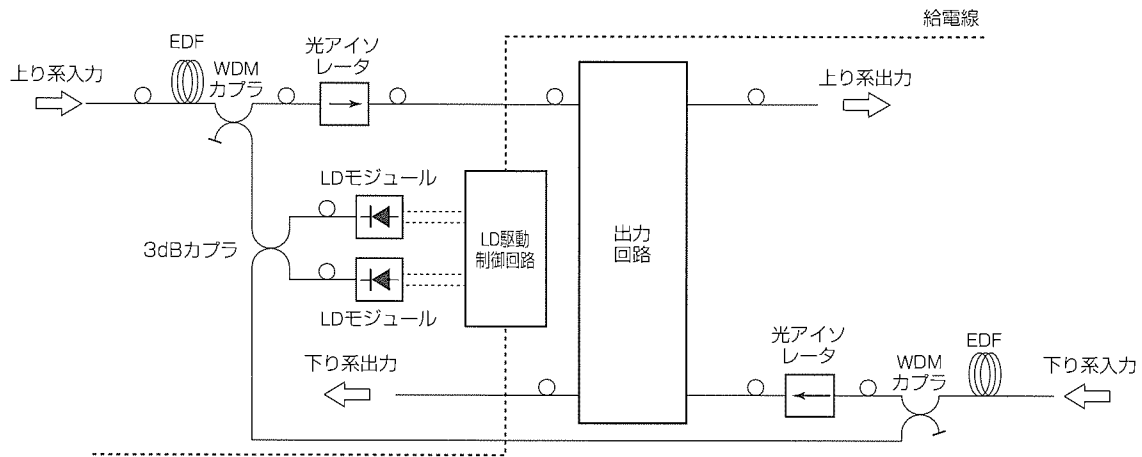 給電線
EDF
WDM
カプラ
光アイソ
レータ
上り系入力
上り系出力
LDモジュール
3dBカプラ
LD駆動
制御回路
出力
回路
LDモジュール
下り系出力
光アイソ
レータ
WDM
カプラ
EDF
下り系入力